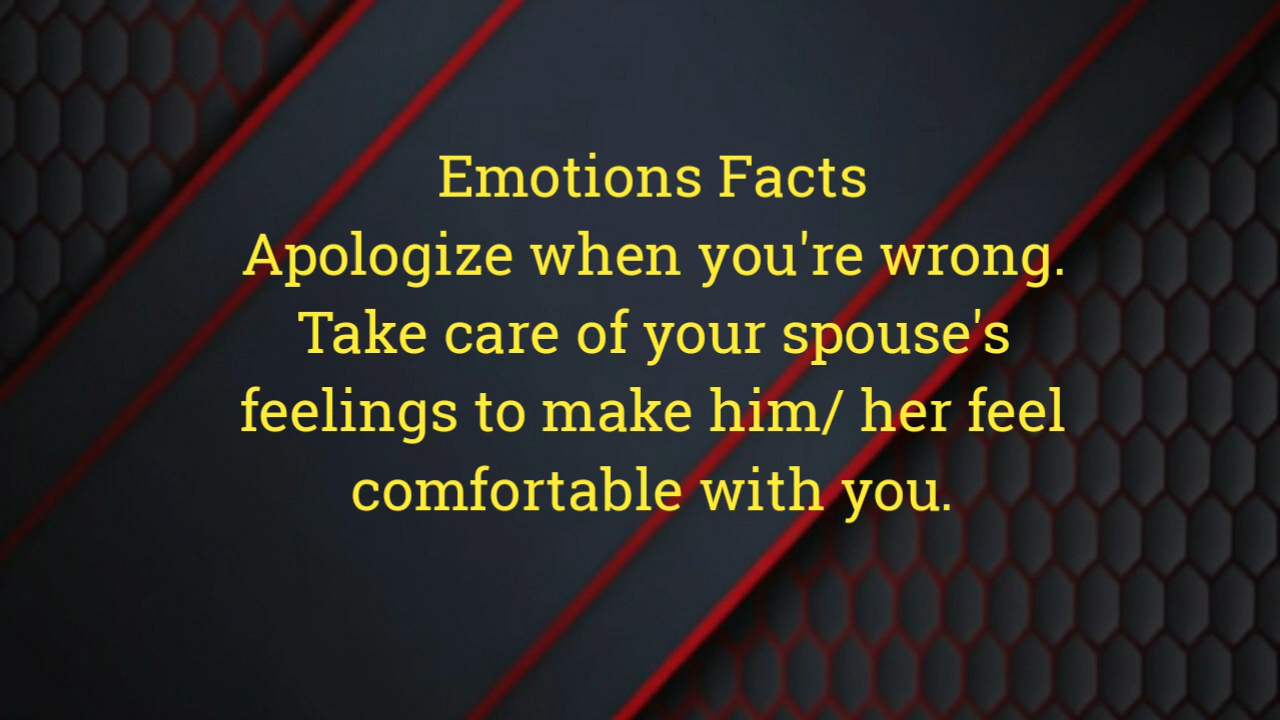 Emotions Facts
Apologize when you're wrong.
Take care of your spouse's
feelings to make him/ her feel
comfortable with you.